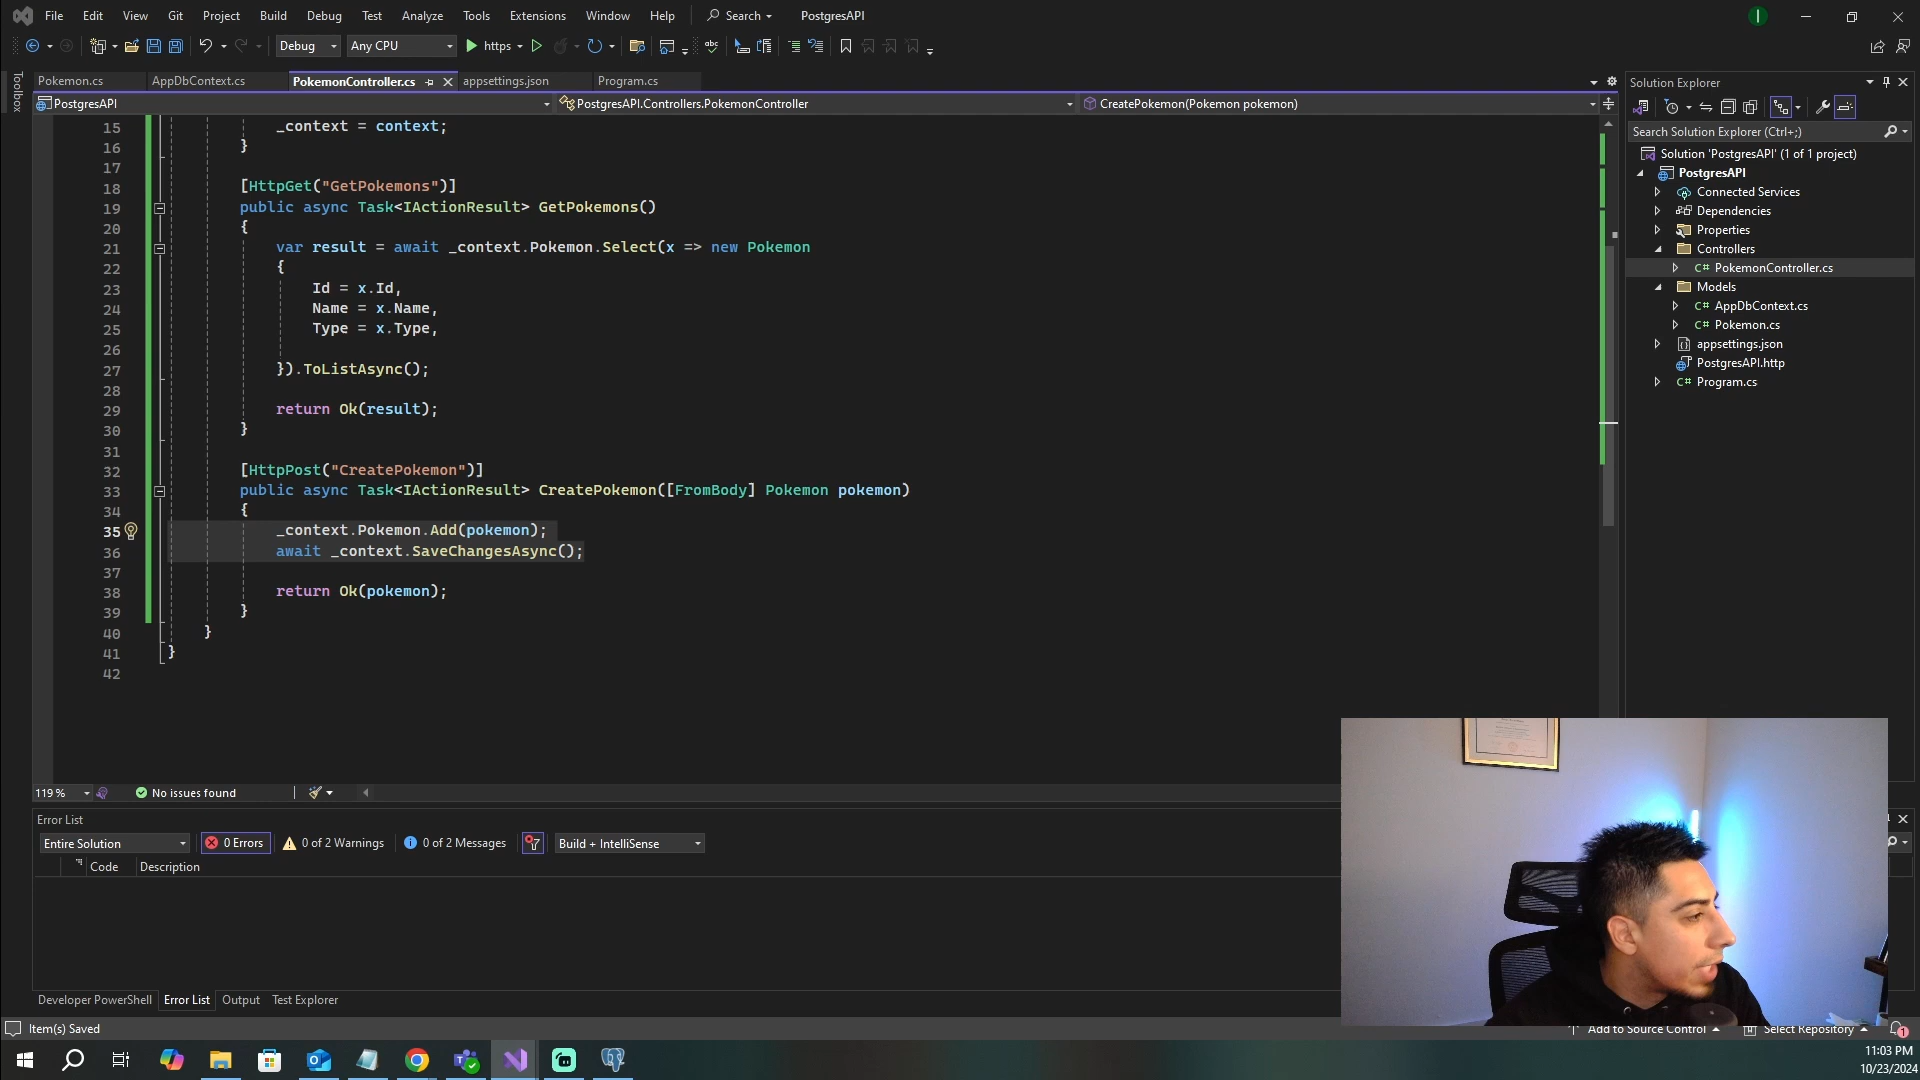 File Edit View Git Project Build Debug Test Analyze Tools Extensions Window Help Search PostgresAPI
Debug Any CPU https
Toolbox
Pokemon.cs AppDbContext.cs PokemonController.cs appsettings.json Program.cs
PostgresAPI PostgresAPI.Controllers.PokemonController CreatePokemon(Pokemon pokemon)
15 _context = context;
16 }
17
18 [HttpGet("GetPokemons")]
19 public async Task<IActionResult> GetPokemons()
20 {
21 var result = await _context.Pokemon.Select(x => new Pokemon
22 {
23 Id = x.Id,
24 Name = x.Name,
25 Type = x.Type,
26
27 }).ToListAsync();
28
29 return Ok(result);
30 }
31
32 [HttpPost("CreatePokemon")]
33 public async Task<IActionResult> CreatePokemon([FromBody] Pokemon pokemon)
34 {
35 _context.Pokemon.Add(pokemon);
36 await _context.SaveChangesAsync();
37
38 return Ok(pokemon);
39 }
40 }
41 }
42
119 % No issues found
Error List
Entire Solution 0 Errors 0 of 2 Warnings 0 of 2 Messages Build + IntelliSense
Code Description
Developer PowerShell Error List Output Test Explorer
Item(s) Saved
Solution Explorer
Search Solution Explorer (Ctrl+;)
Solution 'PostgresAPI' (1 of 1 project)
PostgresAPI
Connected Services
Dependencies
Properties
Controllers
C# PokemonController.cs
Models
C# AppDbContext.cs
C# Pokemon.cs
appsettings.json
PostgresAPI.http
C# Program.cs
Add to Source Control Select Repository 1
11:03 PM
10/23/2024